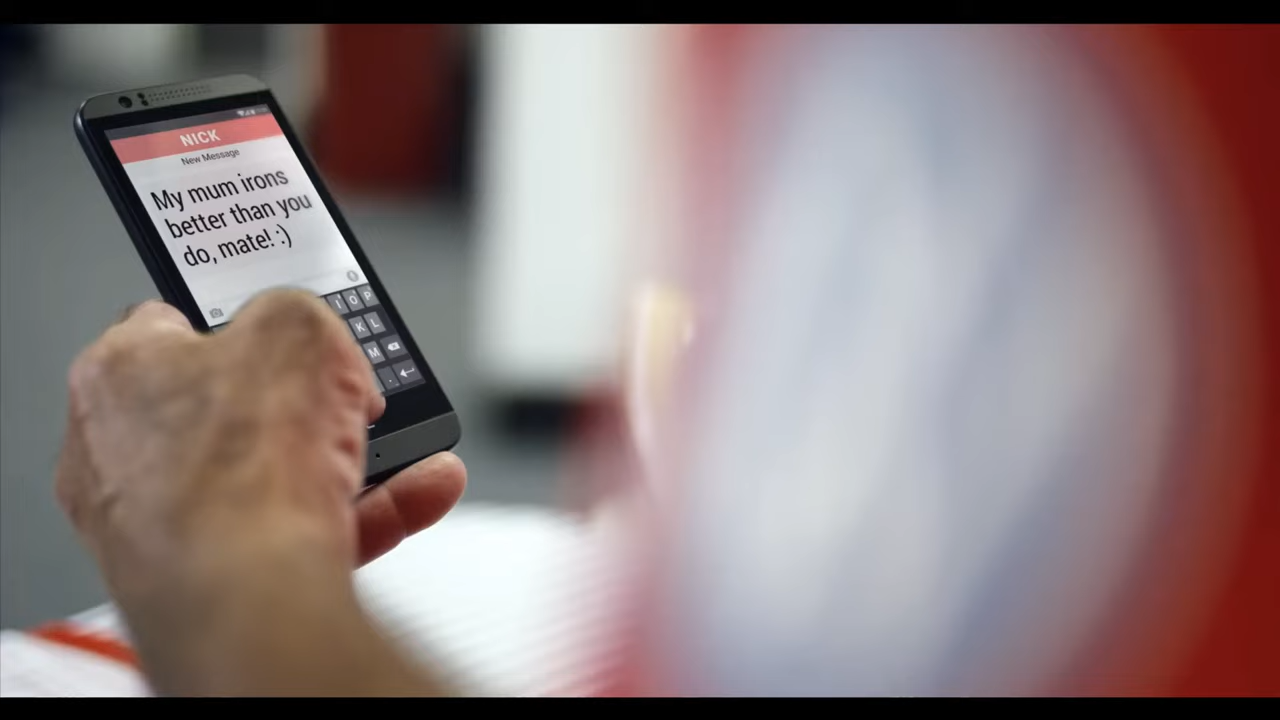 NICK
New Message
My mum irons
better than you
do, mate! :)
I O P
K L
M
.